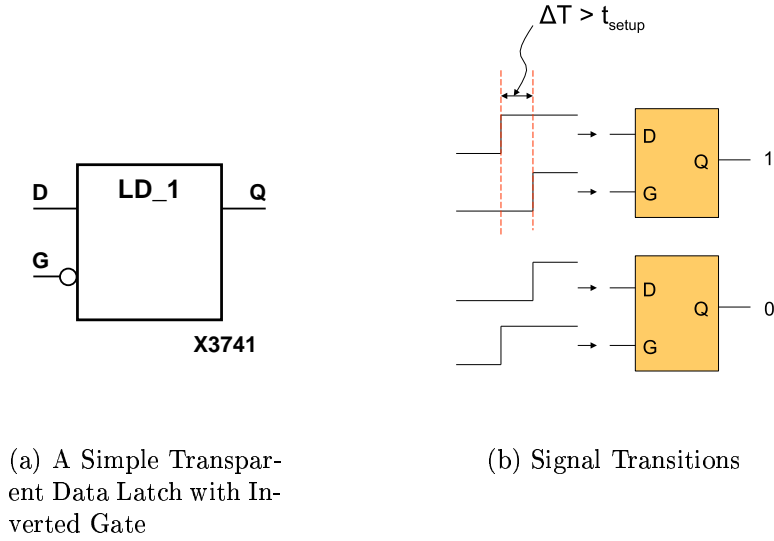 ΔT > tsetup
LD_1
D
Q
G
X3741
D
Q
1
G
D
Q
0
G
(a) A Simple Transpar-
ent Data Latch with In-
verted Gate
(b) Signal Transitions